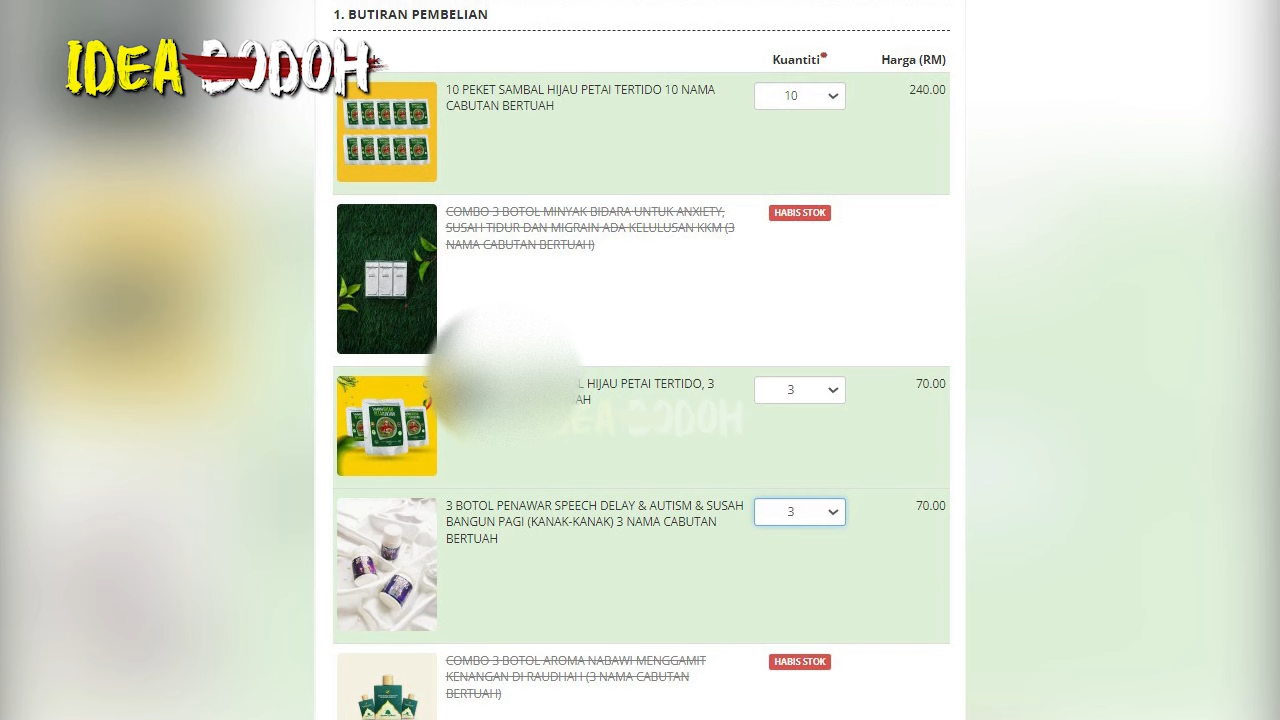 1. BUTIRAN PEMBELIAN
IDEA BODOH
Kuantiti
Harga (RM)
10 PEKET SAMBAL HIJAU PETAI TERTIDO 10 NAMA
CABUTAN BERTUAH
10
240.00
COMBO 3 BOTOL MINYAK BIDARA UNTUK ANXIETY,
SUSAH TIDUR DAN MIGRAIN ADA KELULUSAN KKM (3
NAMA CABUTAN BERTUAH)
HABIS STOK
HIJAU PETAI TERTIDO, 3
3
70.00
IDEA BODOH
3 BOTOL PENAWAR SPEECH DELAY & AUTISM & SUSAH
BANGUN PAGI (KANAK-KANAK) 3 NAMA CABUTAN
BERTUAH
3
70.00
COMBO 3 BOTOL AROMA NABAWI MENGGAMIT
KENANGAN DI RAUDHAH (3 NAMA CABUTAN
BERTUAH)
HABIS STOK